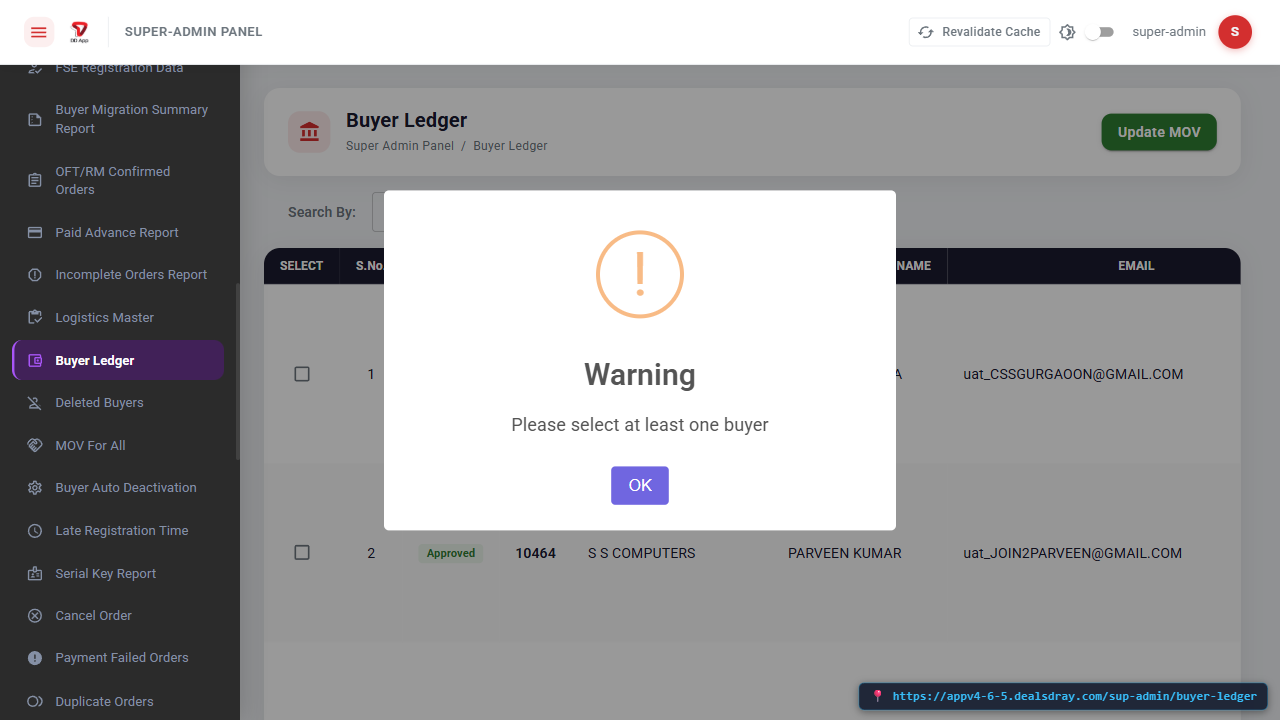 DD App
SUPER-ADMIN PANEL
Revalidate Cache
super-admin
S
FSE Registration Data
Buyer Migration Summary
Report
OFT/RM Confirmed
Orders
Paid Advance Report
Incomplete Orders Report
Logistics Master
Buyer Ledger
Deleted Buyers
MOV For All
Buyer Auto Deactivation
Late Registration Time
Serial Key Report
Cancel Order
Payment Failed Orders
Duplicate Orders
Buyer Ledger
Super Admin Panel / Buyer Ledger
Update MOV
Search By:
SELECT S.No. NAME EMAIL
1 A uat_CSSGURGAOON@GMAIL.COM
2 Approved 10464 S S COMPUTERS PARVEEN KUMAR uat_JOIN2PARVEEN@GMAIL.COM
!
Warning
Please select at least one buyer
OK
https://appv4-6-5.dealsdray.com/sup-admin/buyer-ledger